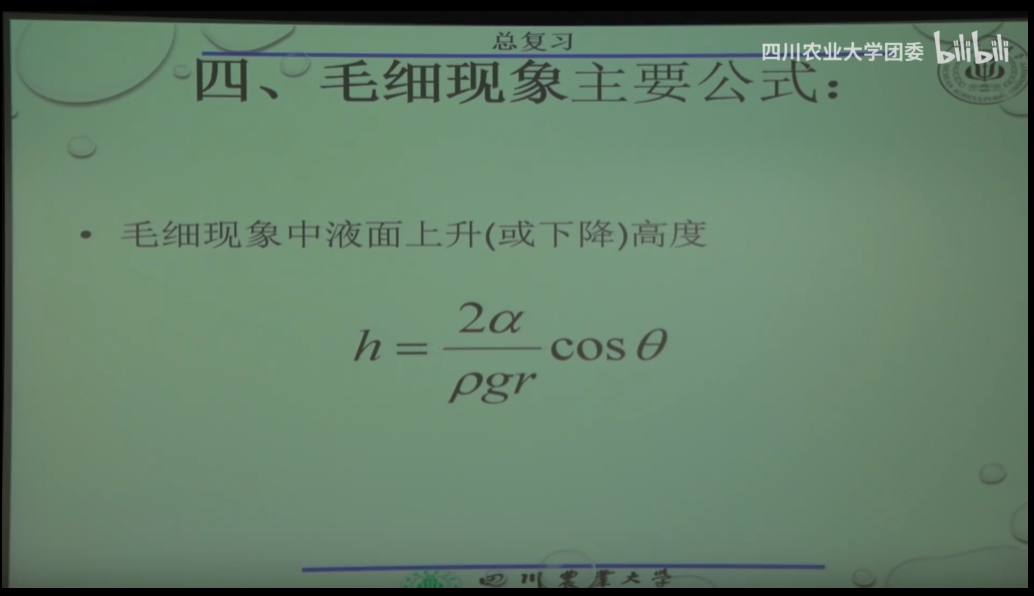 总复习
四川农业大学团委 bilibili
四、毛细现象主要公式：
• 毛细现象中液面上升(或下降)高度
h = \frac{2α}{ρgr} cos θ
四川农业大学